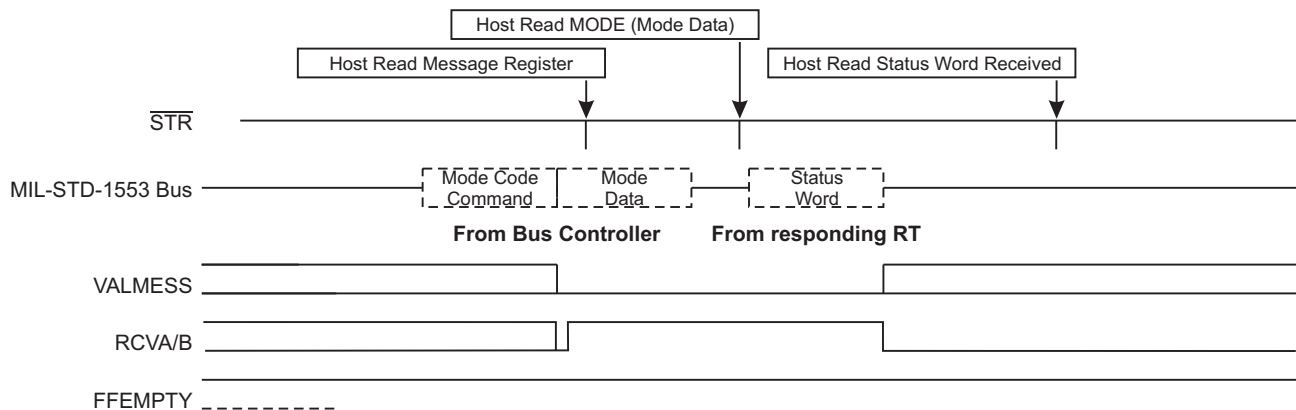 Host Read MODE (Mode Data)
Host Read Message Register
Host Read Status Word Received
STR
MIL-STD-1553 Bus
Mode Code
Command
Mode
Data
Status
Word
From Bus Controller
From responding RT
VALMESS
RCVA/B
FFEMPTY